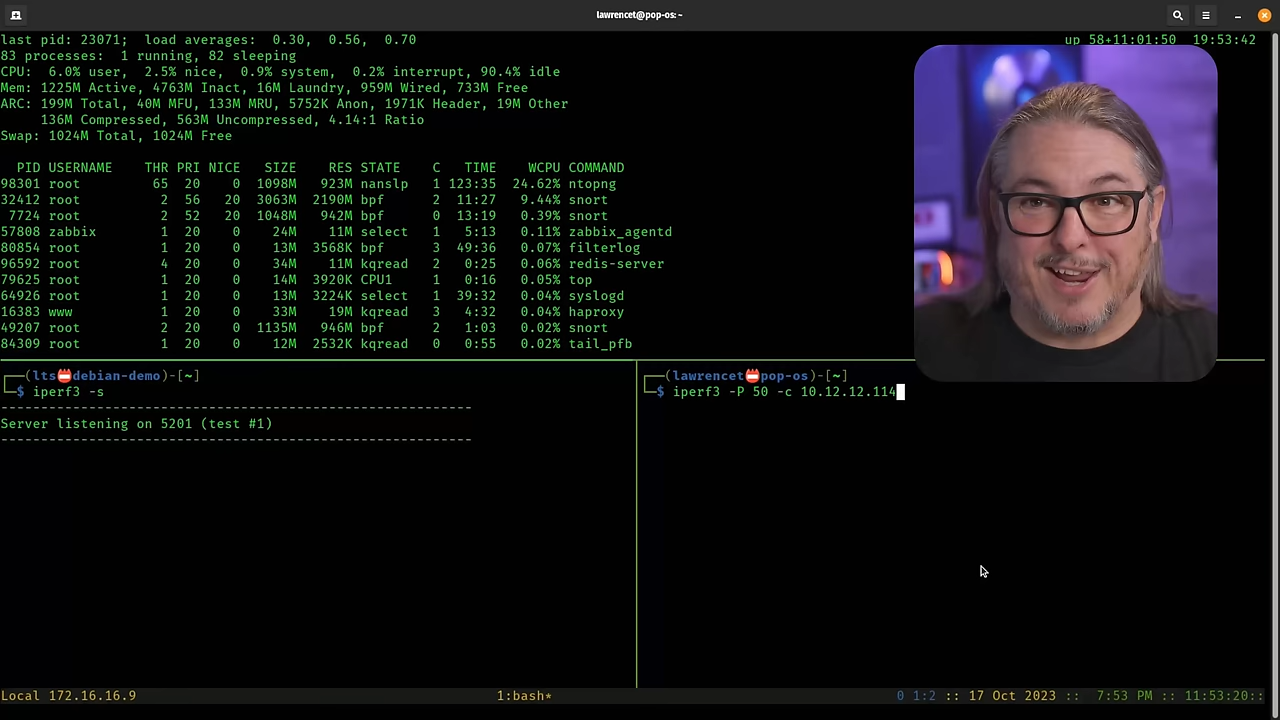 lawrencet@pop-os: ~
last pid: 23071;  load averages:  0.30,  0.56,  0.70    up 58+11:01:50  19:53:42
83 processes:  1 running, 82 sleeping
CPU:  6.0% user,  2.5% nice,  0.9% system,  0.2% interrupt, 90.4% idle
Mem: 1225M Active, 4763M Inact, 16M Laundry, 959M Wired, 733M Free
ARC: 199M Total, 40M MFU, 133M MRU, 5752K Anon, 1971K Header, 19M Other
136M Compressed, 563M Uncompressed, 4.14:1 Ratio
Swap: 1024M Total, 1024M Free
PID USERNAME    THR PRI NICE   SIZE    RES STATE    C   TIME    WCPU COMMAND
98301 root         65  20    0  1098M   923M nanslp   1 123:35  24.62% ntopng
32412 root          2  56   20  3063M  2190M bpf      2  11:27   9.44% snort
7724 root          2  52   20  1048M   942M bpf      0  13:19   0.39% snort
57808 zabbix        1  20    0    24M    11M select   1   5:13   0.11% zabbix_agentd
80854 root          1  20    0    13M  3568K bpf      3  49:36   0.07% filterlog
96592 root          4  20    0    34M    11M kqread   2   0:25   0.06% redis-server
79625 root          1  20    0    14M  3920K CPU1     1   0:16   0.05% top
64926 root          1  20    0    13M  3224K select   1  39:32   0.04% syslogd
16383 www           1  20    0    33M    19M kqread   3   4:32   0.04% haproxy
49207 root          2  20    0  1135M   946M bpf      2   1:03   0.02% snort
84309 root          1  20    0    12M  2532K kqread   3   0:55   0.02% tail_pfb
┌──(lts📛debian-demo)-[~]
└─$ iperf3 -s
-----------------------------------------------------------
Server listening on 5201 (test #1)
-----------------------------------------------------------
┌──(lawrencet📛pop-os)-[~]
└─$ iperf3 -P 50 -c 10.12.12.114
Local 172.16.16.9    1:bash*    0 1:2 :: 17 Oct 2023 ::  7:53 PM :: 11:53:20::